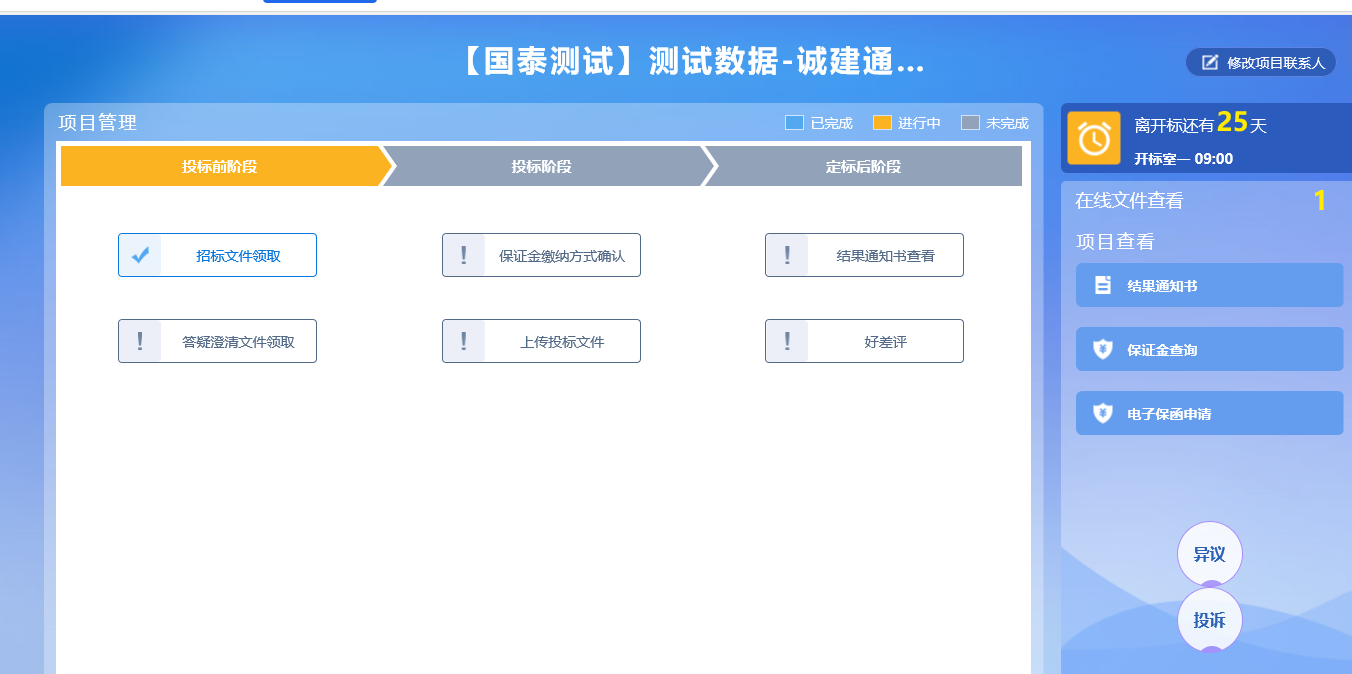 【国泰测试】测试数据-诚建通...
修改项目联系人
项目管理
已完成 进行中 未完成
投标前阶段 投标阶段 定标后阶段
招标文件领取 保证金缴纳方式确认 结果通知书查看
答疑澄清文件领取 上传投标文件 好差评
离开标还有25天
开标室一 09:00
在线文件查看 1
项目查看
结果通知书
保证金查询
电子保函申请
异议
投诉